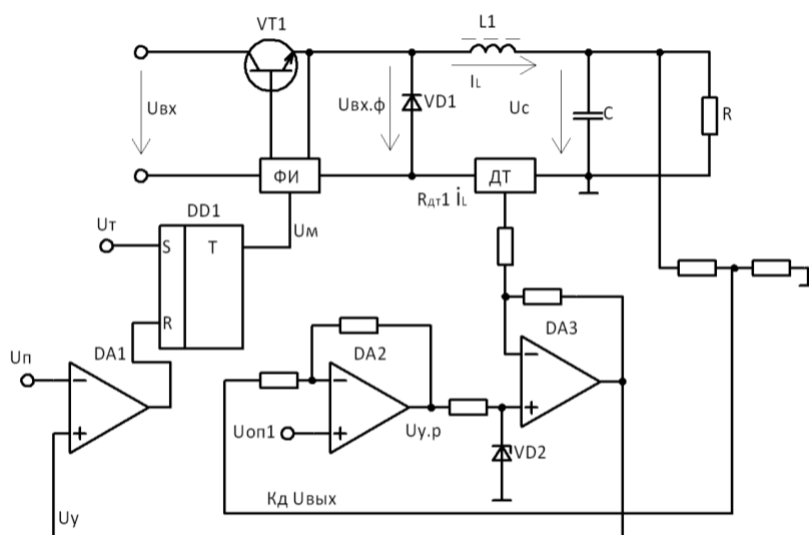 VT1
L1
Uвх
Uвх.ф
VD1
IL
Uc
C
R
ФИ
ДТ
Rдт1 iL
Uт
DD1
Uм
S
T
R
Uп
DA1
DA2
DA3
Uоп1
Uу.р
VD2
Кд Uвых
Uу